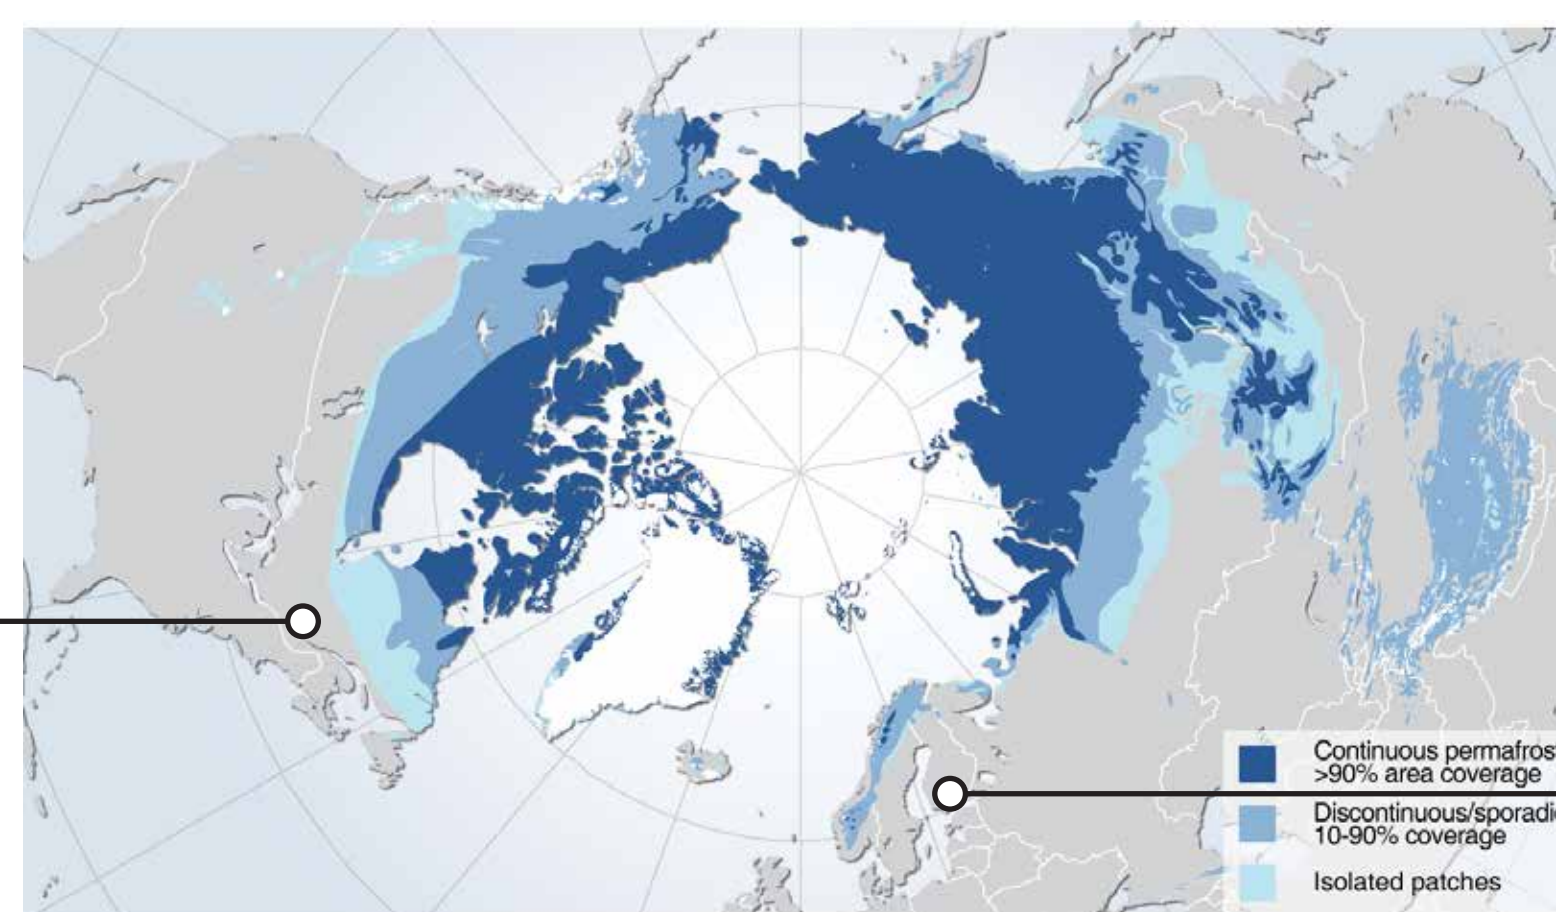 Continuous permafros
>90% area coverage
Discontinuous/sporadi
10-90% coverage
Isolated patches